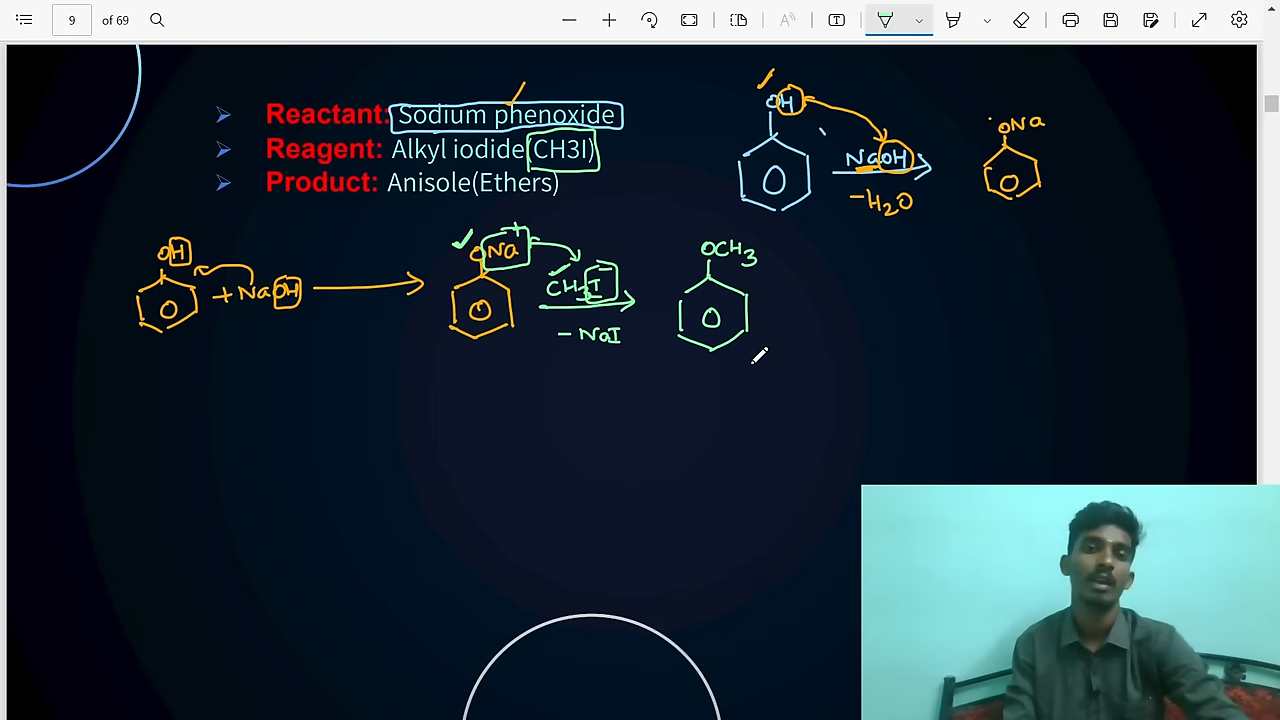 9 of 69
Reactant: Sodium phenoxide
Reagent: Alkyl iodide(CH3I)
Product: Anisole(Ethers)
OH
NaOH
-H2O
ONa
OH
+ NaOH
ONa+
CH3I-
- NaI
OCH3